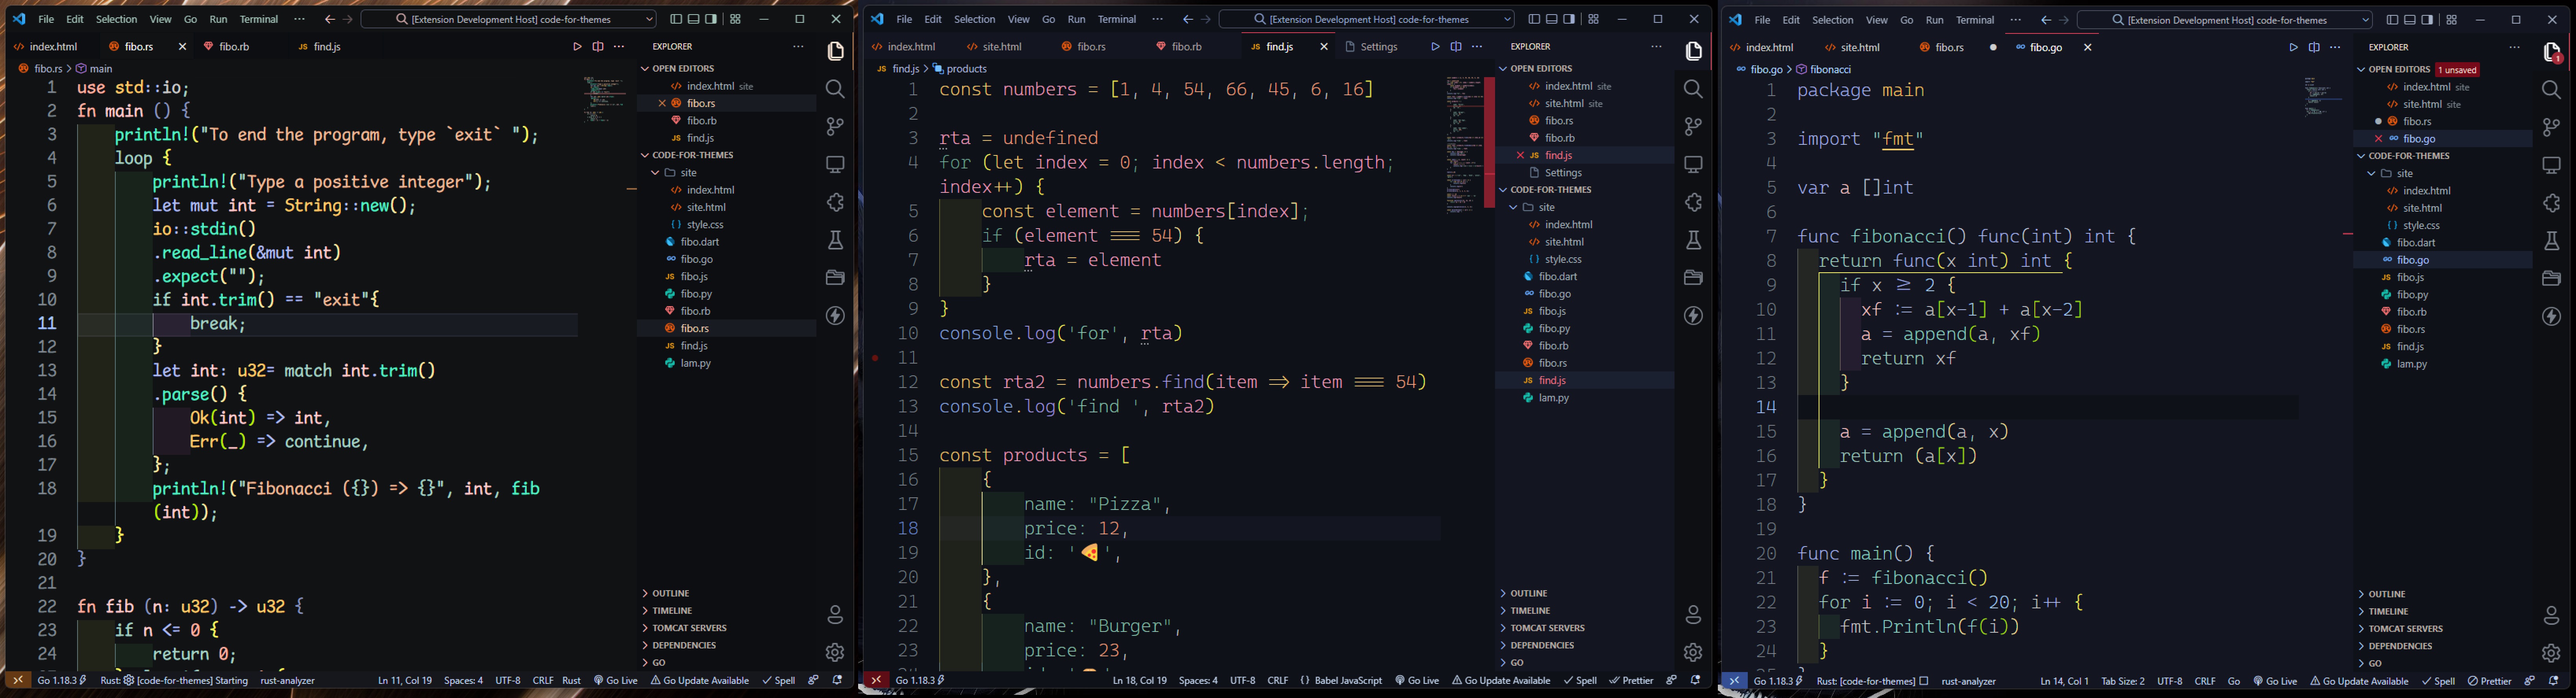 File Edit Selection View Go Run Terminal ··· [Extension Development Host] code-for-themes
index.html fibo.rs fibo.rb find.js
fibo.rs > main
1 use std::io;
2 fn main () {
3 println!("To end the program, type `exit` ");
4 loop {
5 println!("Type a positive integer");
6 let mut int = String::new();
7 io::stdin()
8 .read_line(&mut int)
9 .expect("");
10 if int.trim() == "exit"{
11 break;
12 }
13 let int: u32= match int.trim()
14 .parse() {
15 Ok(int) => int,
16 Err(_) => continue,
17 };
18 println!("Fibonacci ({}) => {}", int, fib
(int));
19 }
20 }
21
22 fn fib (n: u32) -> u32 {
23 if n <= 0 {
24 return 0;
EXPLORER ···
OPEN EDITORS
index.html site
fibo.rs
fibo.rb
JS find.js
CODE-FOR-THEMES
site
index.html
site.html
style.css
fibo.dart
fibo.go
JS fibo.js
fibo.py
fibo.rb
fibo.rs
JS find.js
lam.py
OUTLINE
TIMELINE
TOMCAT SERVERS
DEPENDENCIES
GO
Go 1.18.3 Rust: [code-for-themes] Starting rust-analyzer Ln 11, Col 19 Spaces: 4 UTF-8 CRLF Rust Go Live Go Update Available Spell
File Edit Selection View Go Run Terminal ··· [Extension Development Host] code-for-themes
index.html site.html fibo.rs fibo.rb JS find.js Settings
JS find.js > products
1 const numbers = [1, 4, 54, 66, 45, 6, 16]
2
3 rta = undefined
4 for (let index = 0; index < numbers.length;
index++) {
5 const element = numbers[index];
6 if (element === 54) {
7 rta = element
8 }
9 }
10 console.log('for', rta)
11
12 const rta2 = numbers.find(item => item === 54)
13 console.log('find ', rta2)
14
15 const products = [
16 {
17 name: "Pizza",
18 price: 12,
19 id: '🍕',
20 },
21 {
22 name: "Burger",
23 price: 23,
EXPLORER ···
OPEN EDITORS
index.html site
site.html site
fibo.rs
fibo.rb
JS find.js
Settings
CODE-FOR-THEMES
site
index.html
site.html
style.css
fibo.dart
fibo.go
JS fibo.js
fibo.py
fibo.rb
fibo.rs
JS find.js
lam.py
OUTLINE
TIMELINE
TOMCAT SERVERS
DEPENDENCIES
GO
Go 1.18.3 Ln 18, Col 19 Spaces: 4 UTF-8 CRLF {} Babel JavaScript Go Live Go Update Available Spell Prettier
File Edit Selection View Go Run Terminal ··· [Extension Development Host] code-for-themes
index.html site.html fibo.rs fibo.go
fibo.go > fibonacci
1 package main
2
3 import "fmt"
4
5 var a []int
6
7 func fibonacci() func(int) int {
8 return func(x int) int {
9 if x ≥ 2 {
10 xf := a[x-1] + a[x-2]
11 a = append(a, xf)
12 return xf
13 }
14
15 a = append(a, x)
16 return (a[x])
17 }
18 }
19
20 func main() {
21 f := fibonacci()
22 for i := 0; i < 20; i++ {
23 fmt.Println(f(i))
24 }
EXPLORER ···
1
OPEN EDITORS 1 unsaved
index.html site
site.html site
fibo.rs
fibo.go
CODE-FOR-THEMES
site
index.html
site.html
style.css
fibo.dart
fibo.go
JS fibo.js
fibo.py
fibo.rb
fibo.rs
JS find.js
lam.py
OUTLINE
TIMELINE
TOMCAT SERVERS
DEPENDENCIES
GO
Go 1.18.3 Rust: [code-for-themes] rust-analyzer Ln 14, Col 1 Tab Size: 2 UTF-8 CRLF Go Go Live Go Update Available Spell Prettier